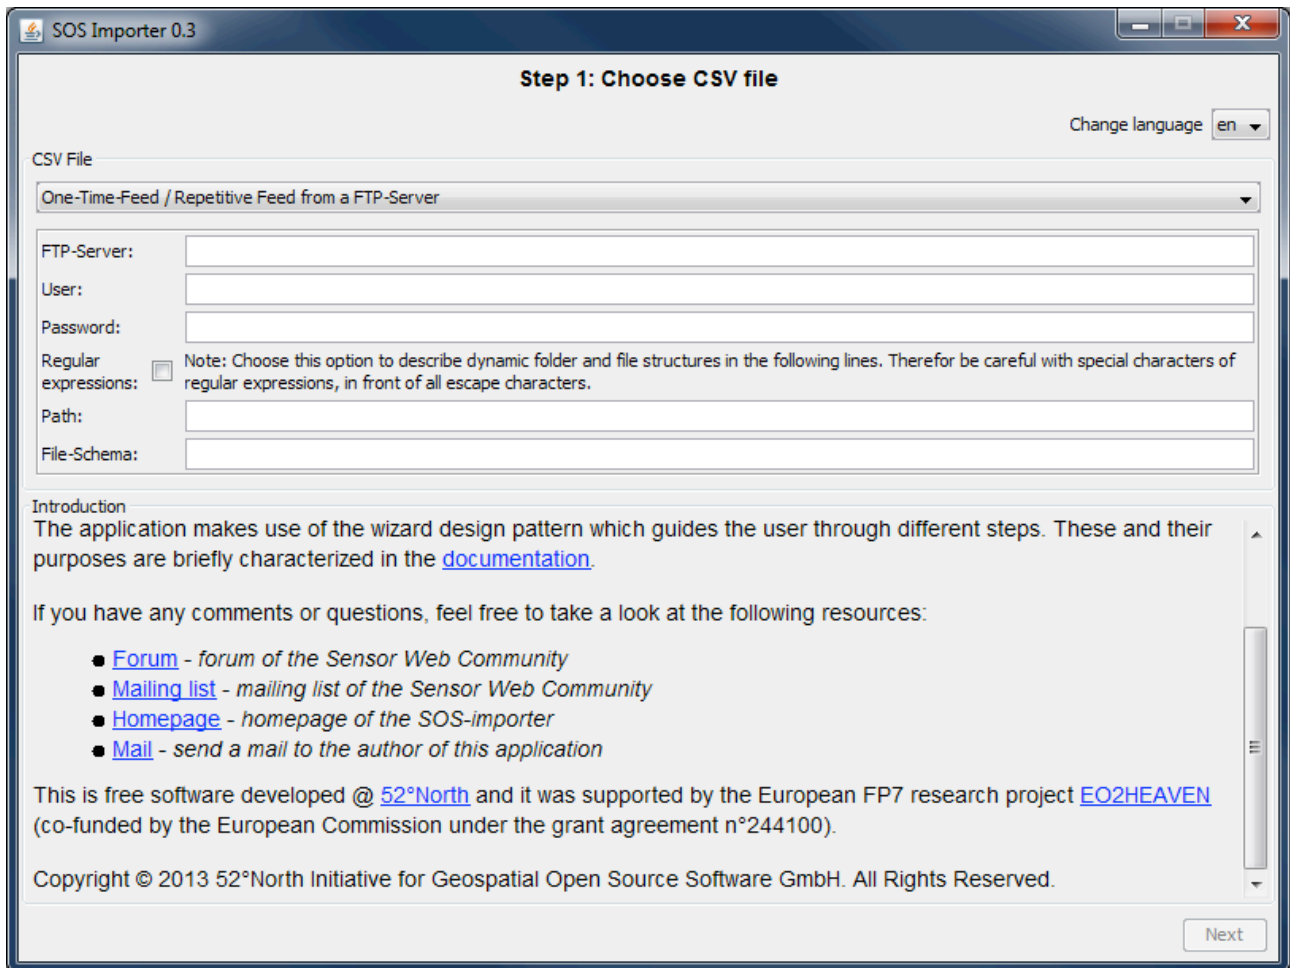 SOS Importer 0.3
Step 1: Choose CSV file
Change language en
CSV File
One-Time-Feed / Repetitive Feed from a FTP-Server
FTP-Server:
User:
Password:
Regular expressions:
Note: Choose this option to describe dynamic folder and file structures in the following lines. Therefor be careful with special characters of
regular expressions, in front of all escape characters.
Path:
File-Schema:
Introduction
The application makes use of the wizard design pattern which guides the user through different steps. These and their
purposes are briefly characterized in the documentation.
If you have any comments or questions, feel free to take a look at the following resources:
Forum - forum of the Sensor Web Community
Mailing list - mailing list of the Sensor Web Community
Homepage - homepage of the SOS-importer
Mail - send a mail to the author of this application
This is free software developed @ 52°North and it was supported by the European FP7 research project EO2HEAVEN
(co-funded by the European Commission under the grant agreement n°244100).
Copyright © 2013 52°North Initiative for Geospatial Open Source Software GmbH. All Rights Reserved.
Next